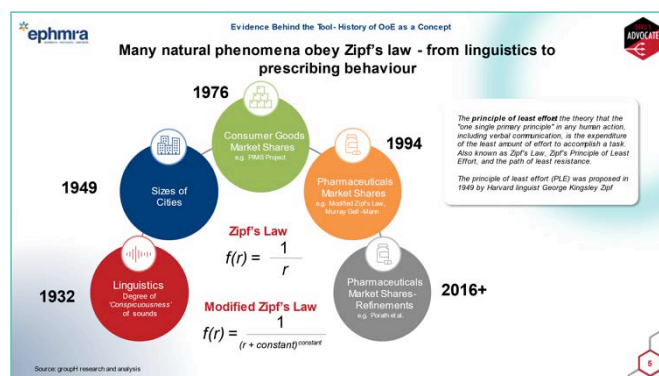 ephmra
Evidence Behind the Tool- History of OoE as a Concept
ADVOCATE
Many natural phenomena obey Zipf's law - from linguistics to
prescribing behaviour
1976
Consumer Goods
Market Shares
e.g. PIMS Project
1949
Sizes of
Cities
1994
Pharmaceuticals
Market Shares
e.g. Modified Zipf's Law,
Murray Gell -Mann
The principle of least effort the theory that the
"one single primary principle" in any human action,
including verbal communication, is the expenditure
of the least amount of effort to accomplish a task.
Also known as Zipf's Law, Zipf's Principle of Least
Effort, and the path of least resistance.
The principle of least effort (PLE) was proposed in
1949 by Harvard linguist George Kingsley Zipf
Zipf's Law
f(r) = 1 / r
1932
Linguistics
Degree of
'Conspicuousness'
of sounds
Modified Zipf's Law
f(r) = 1 / (r + constant)^constant
Pharmaceuticals
Market Shares-
Refinements
e.g. Porath et al.
2016+
Source: groupH research and analysis
5